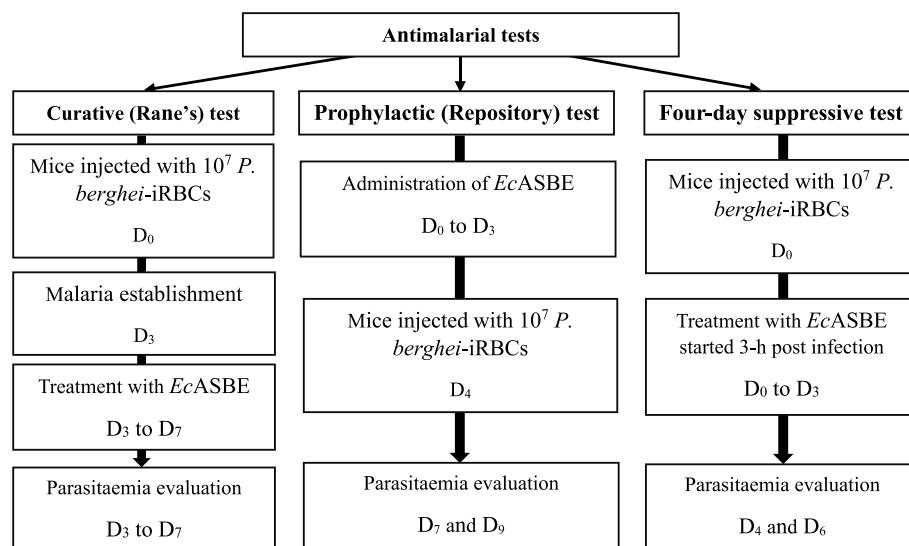 Antimalarial tests
Curative (Rane's) test
Mice injected with 10⁷ P.
berghei-iRBCs
D₀
Malaria establishment
D₃
Treatment with EcASBE
D₃ to D₇
Parasitaemia evaluation
D₃ to D₇
Prophylactic (Repository) test
Administration of EcASBE
D₀ to D₃
Mice injected with 10⁷ P.
berghei-iRBCs
D₄
Parasitaemia evaluation
D₇ and D₉
Four-day suppressive test
Mice injected with 10⁷ P.
berghei-iRBCs
D₀
Treatment with EcASBE
started 3-h post infection
D₀ to D₃
Parasitaemia evaluation
D₄ and D₆